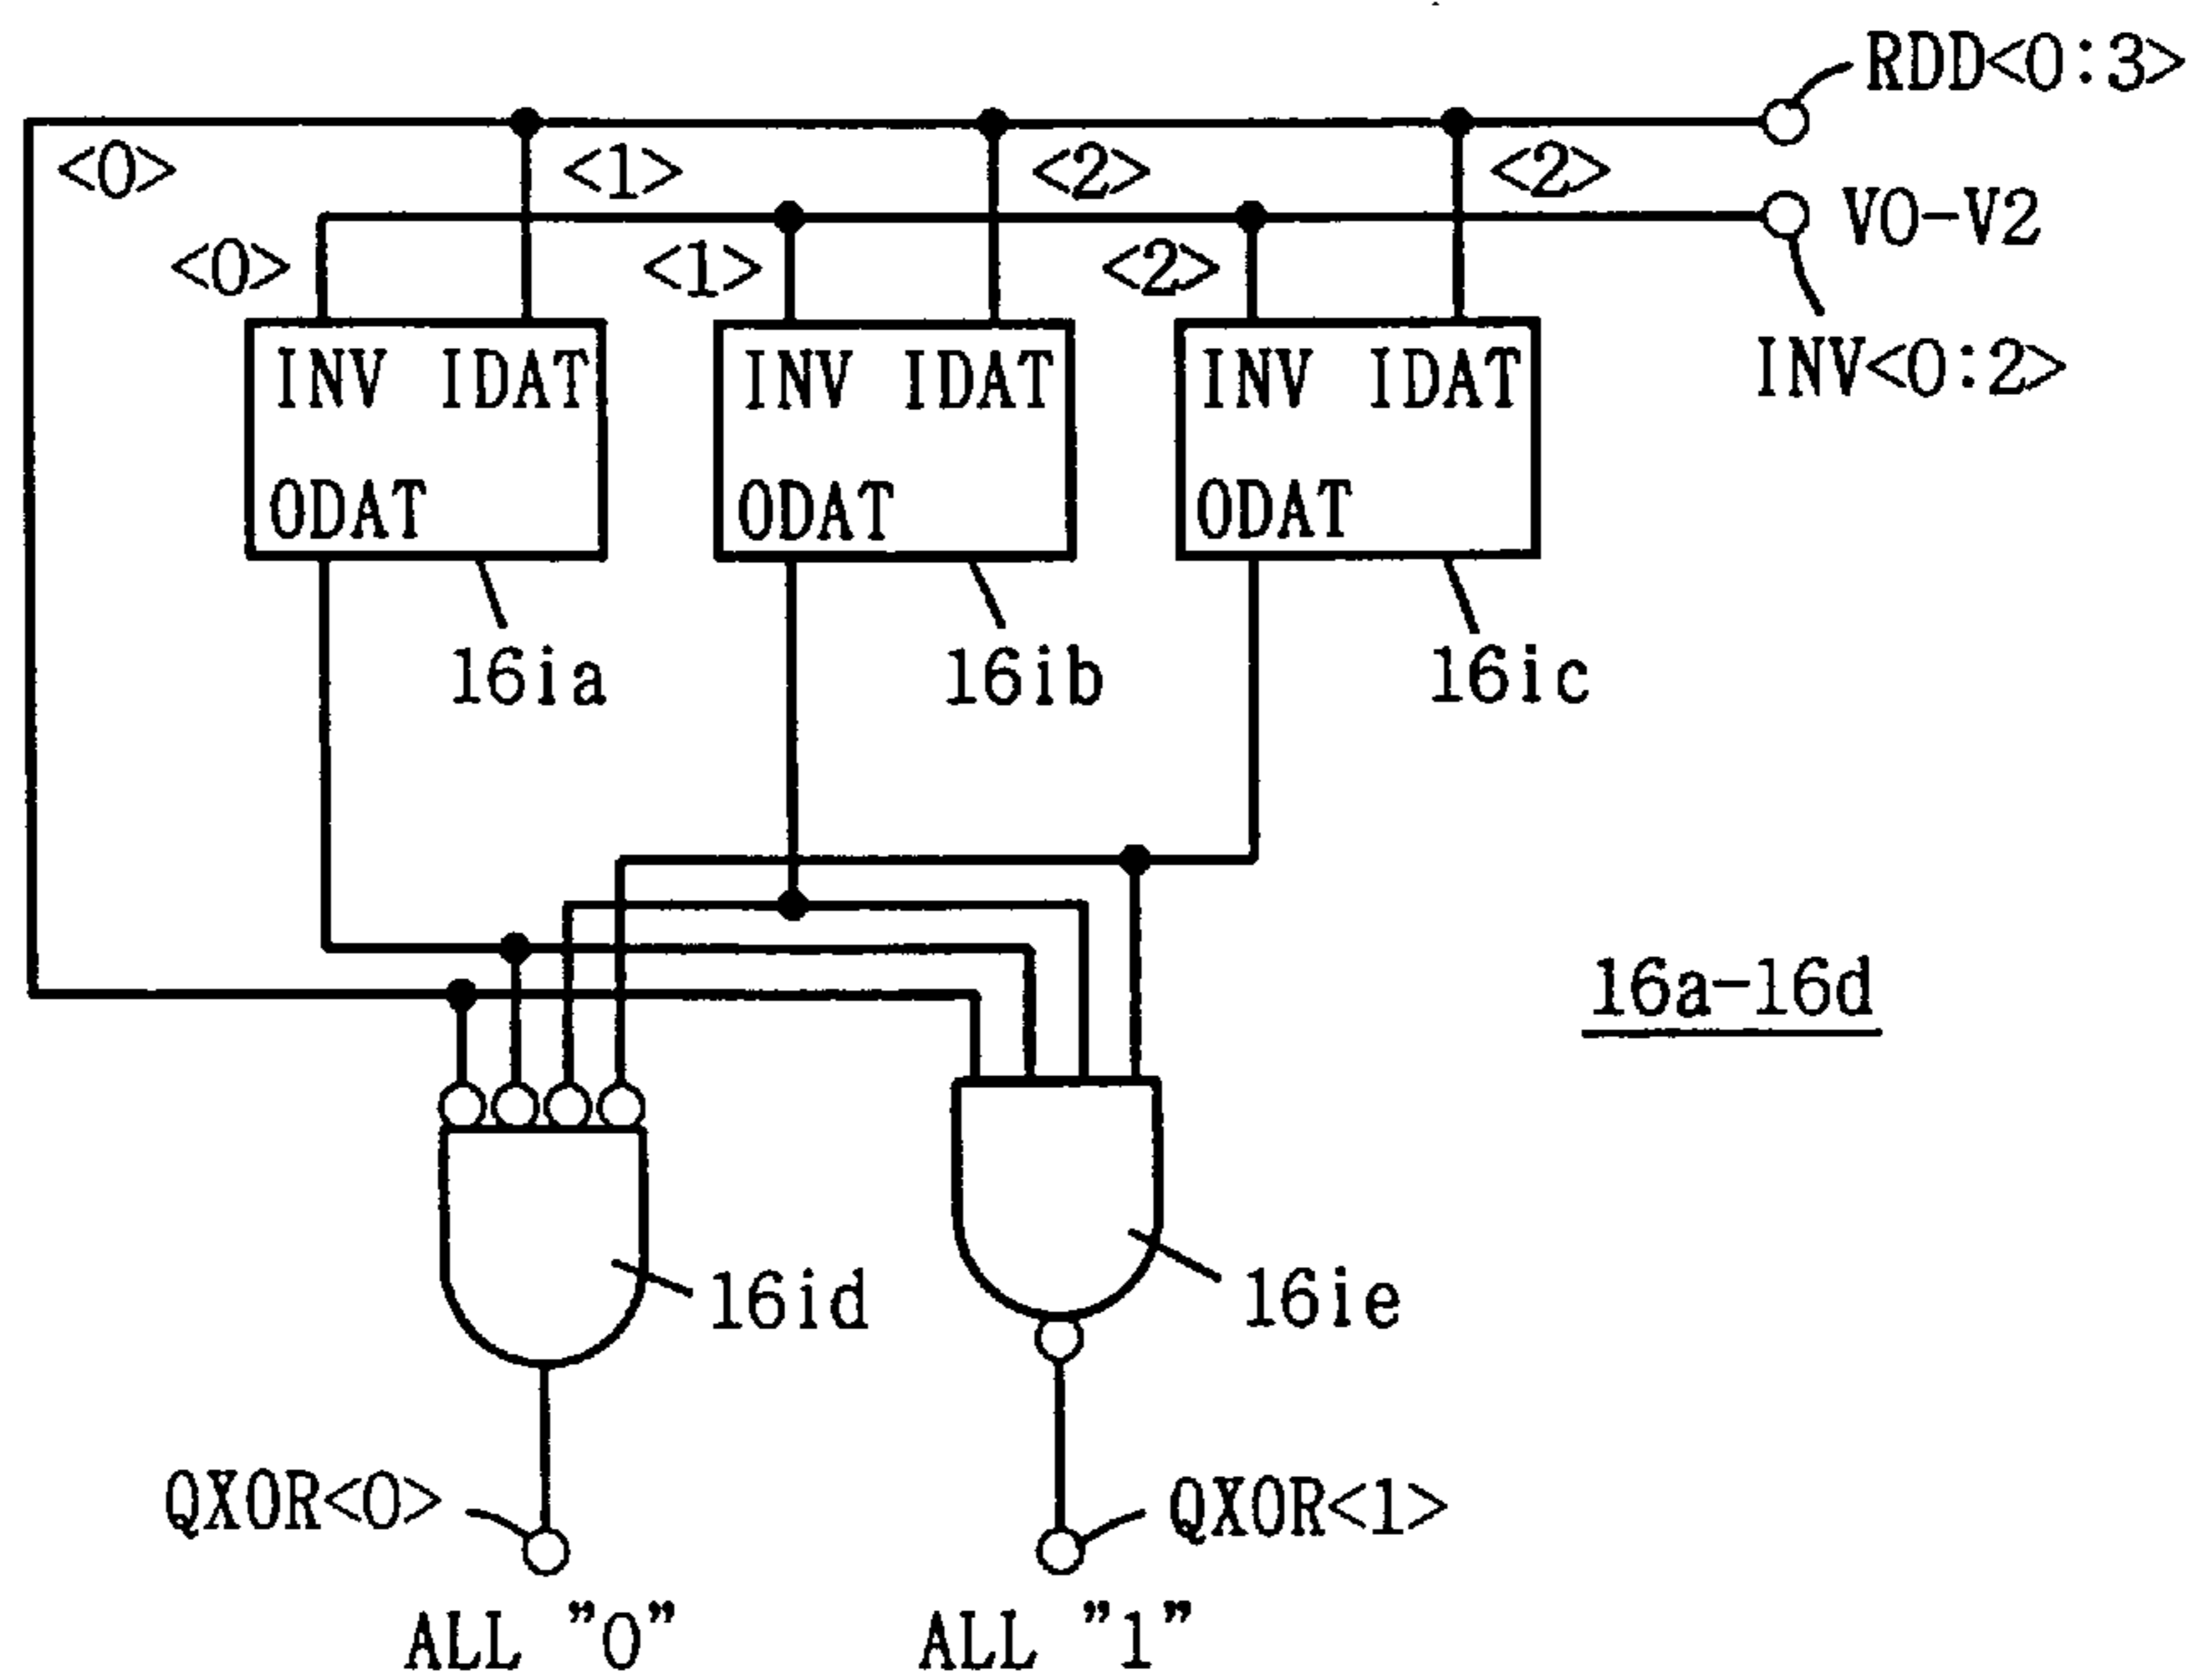 RDD<0:3>
<0> <1> <2> <2>
V0-V2
<0> <1> <2>
INV<0:2>
INV IDAT INV IDAT INV IDAT
ODAT ODAT ODAT
16ia 16ib 16ic
16a-16d
16id 16ie
QXOR<0> QXOR<1>
ALL "0" ALL "1"